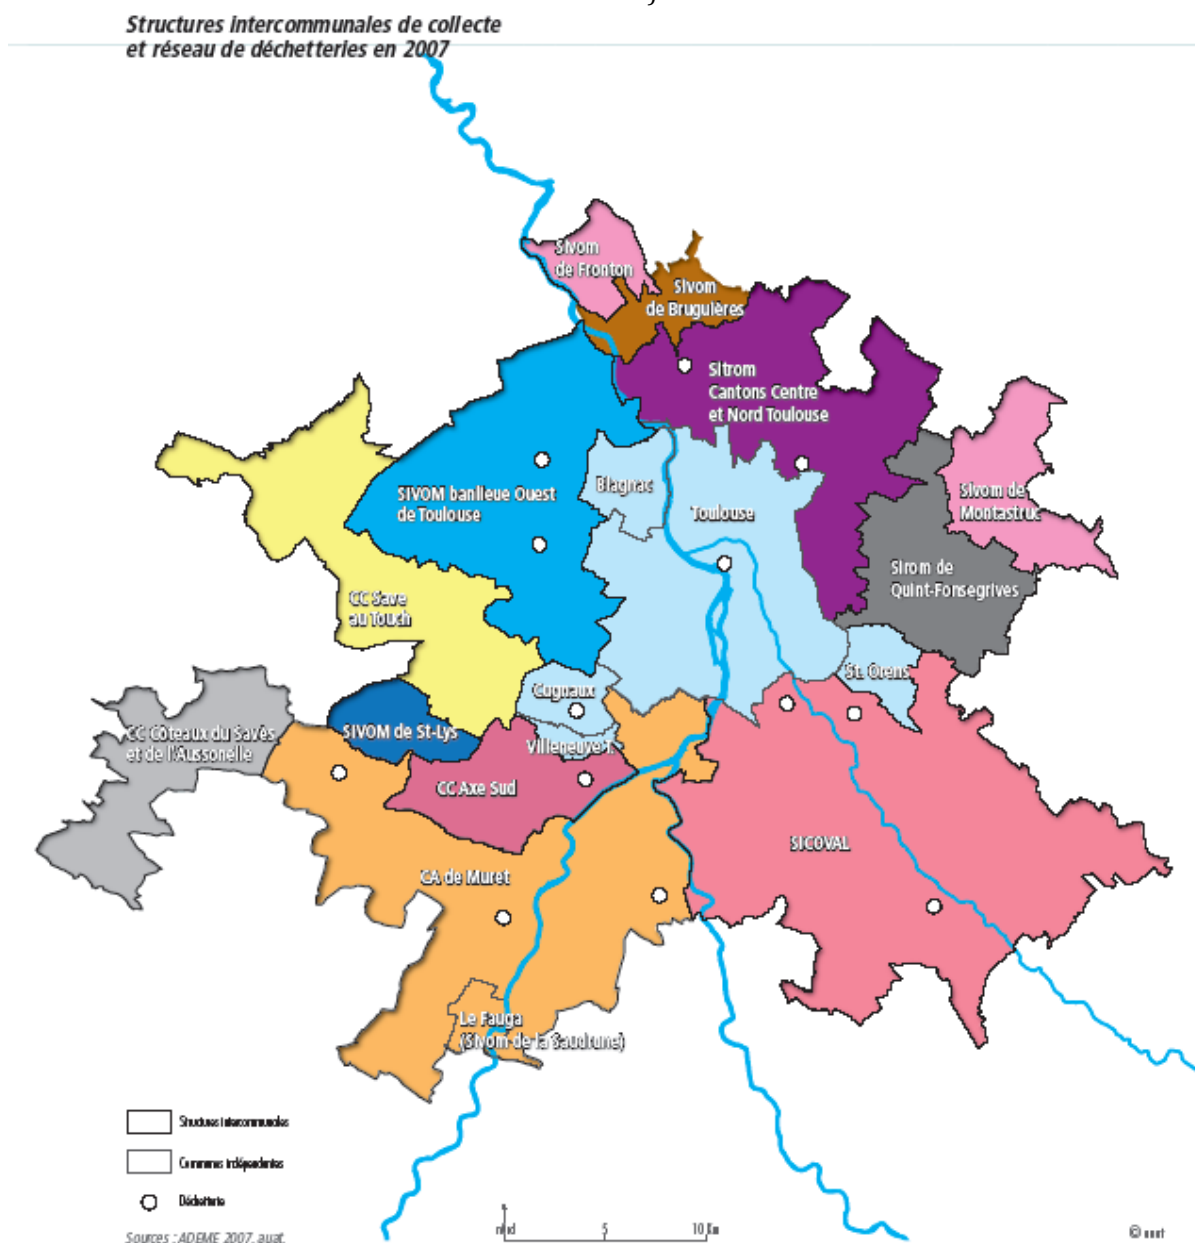 Structures intercommunales de collecte
et réseau de déchetteries en 2007
Sivom
de Fronton
Sivom
de Bruguières
Sitrom
Cantons Centre
et Nord Toulouse
Blagnac
SIVOM banlieue Ouest
de Toulouse
Toulouse
Sivom de
Montastruc
Sirom de
Quint-Fonsegrives
CC Save
au Touch
St. Orens
Cugnaux
CC Côteaux du Savès
et de l'Aussonelle
SIVOM de St-Lys
Villeneuve T.
CC Axe Sud
SICOVAL
CA de Muret
Le Fauga
(Sivom de la Saudrune)
Structures intercommunales
Communes indépendantes
Déchetterie
Sources : ADEME 2007, auat.
nord
5
10 Km
©